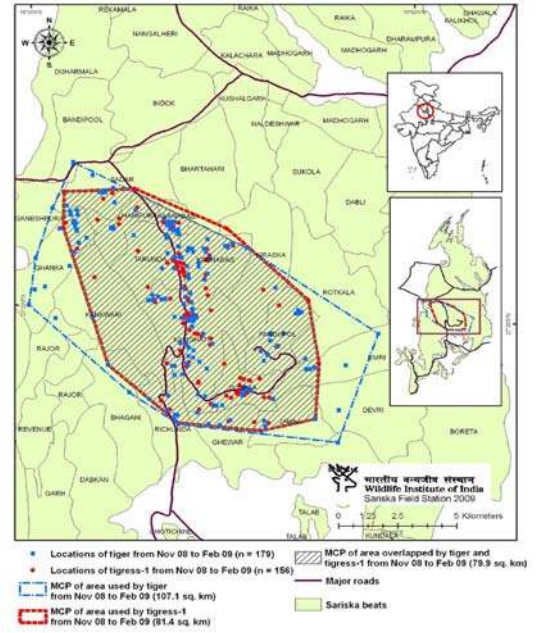 REKAMALA
RAIKA
DHAWALA
KALIKHOL
NANGALHERI
RAIKA
DHARAMPURA
N
W E
S
KALACHARA
MADHOGARH
MADHOGARH
DUHARMALA
INDOCK
KUSHALGARH
BANDIPOOL
NALDESHWAR
MADHOGARH
BHARTAHARI
SUKOLA
SADAR
DABLI
GANESHPURA
TARUNDA
DHANKA
ROTKALA
KANKWARI
RAJOR
RAJORI
DEVRI
BHAGANI
RICHUNDA
REVENUE
GHEWAR
BORETA
DABKAN
GARH
भारतीय वन्यजीव संस्थान
Wildlife Institute of India
Sariska Field Station 2009
0 1.25 2.5 5 Kilometers
TALAB
TALAB
KUNDALA
Locations of tiger from Nov 08 to Feb 09 (n = 179)
Locations of tigress-1 from Nov 08 to Feb 09 (n = 156)
MCP of area used by tiger
from Nov 08 to Feb 09 (107.1 sq. km)
MCP of area used by tigress-1
from Nov 08 to Feb 09 (81.4 sq. km)
MCP of area overlapped by tiger and
tigress-1 from Nov 08 to Feb 09 (79.9 sq. km)
Major roads
Sariska beats